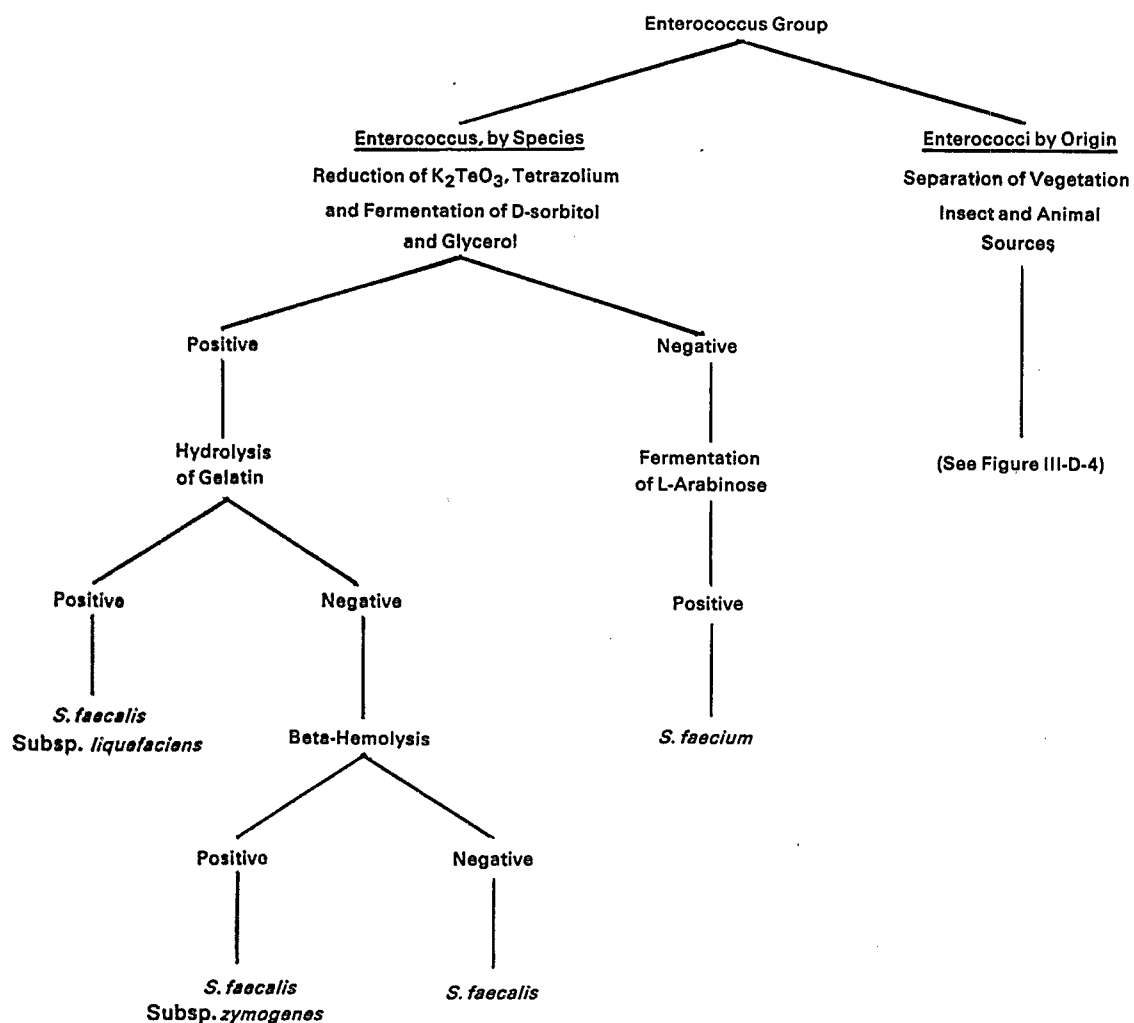 Enterococcus Group
Enterococcus, by Species
Reduction of K₂TeO₃, Tetrazolium
and Fermentation of D-sorbitol
and Glycerol
Enterococci by Origin
Separation of Vegetation
Insect and Animal
Sources
Positive
Negative
Hydrolysis
of Gelatin
Fermentation
of L-Arabinose
(See Figure III-D-4)
Positive
Negative
Positive
S. faecalis
Subsp. liquefaciens
Beta-Hemolysis
S. faecium
Positive
Negative
S. faecalis
Subsp. zymogenes
S. faecalis